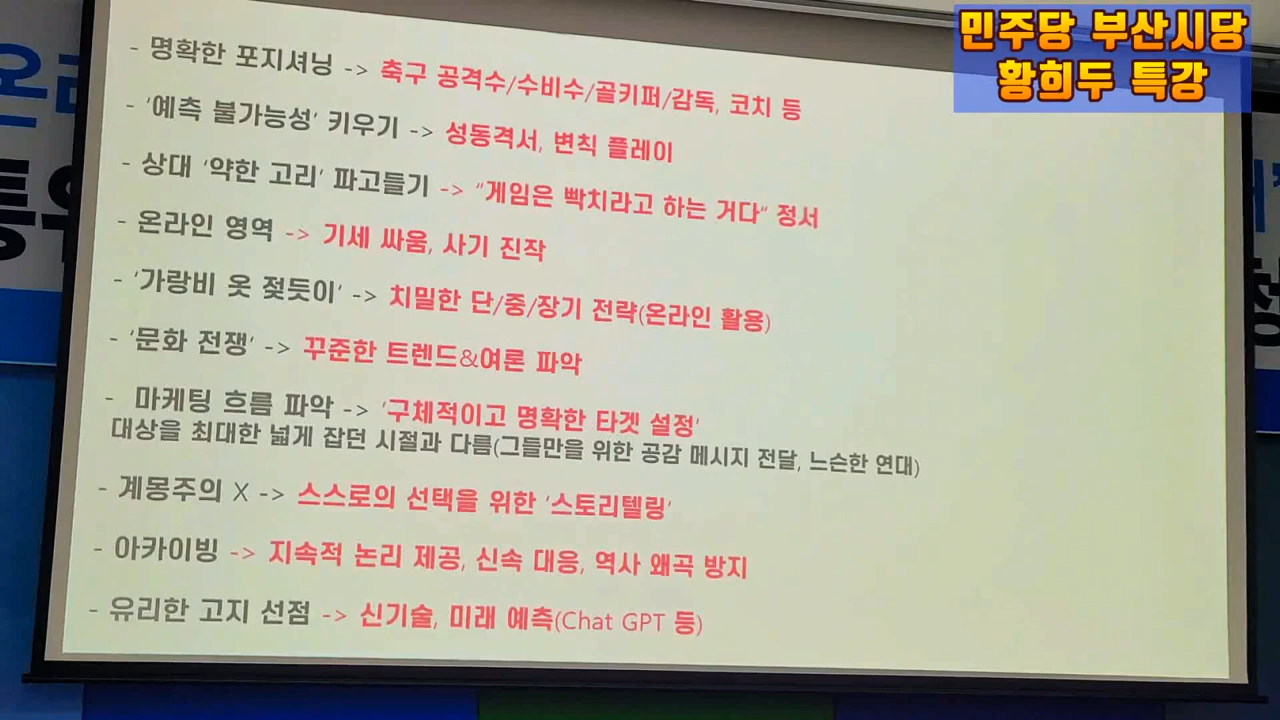 민주당 부산시당
황희두 특강
- 명확한 포지셔닝 -> 축구 공격수/수비수/골키퍼/감독, 코치 등
- '예측 불가능성' 키우기 -> 성동격서, 변칙 플레이
- 상대 '약한 고리' 파고들기 -> "게임은 빡치라고 하는 거다" 정서
- 온라인 영역 -> 기세 싸움, 사기 진작
- '가랑비 옷 젖듯이' -> 치밀한 단/중/장기 전략(온라인 활용)
- '문화 전쟁' -> 꾸준한 트렌드&여론 파악
- 마케팅 흐름 파악 -> '구체적이고 명확한 타겟 설정'
대상을 최대한 넓게 잡던 시절과 다름(그들만을 위한 공감 메시지 전달, 느슨한 연대)
- 계몽주의 X -> 스스로의 선택을 위한 '스토리텔링'
- 아카이빙 -> 지속적 논리 제공, 신속 대응, 역사 왜곡 방지
- 유리한 고지 선점 -> 신기술, 미래 예측(Chat GPT 등)